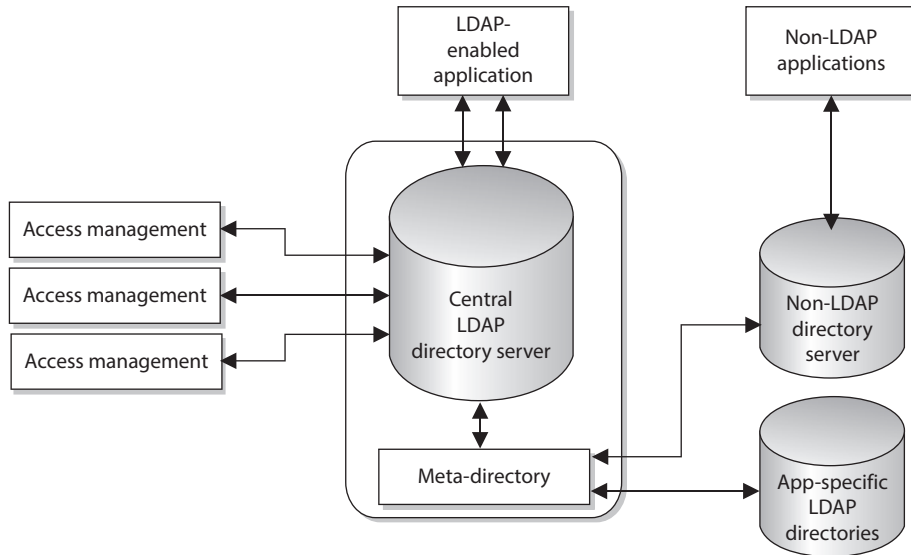 LDAP-
enabled
application
Non-LDAP
applications
Access management
Access management
Access management
Central
LDAP
directory server
Non-LDAP
directory
server
Meta-directory
App-specific
LDAP
directories